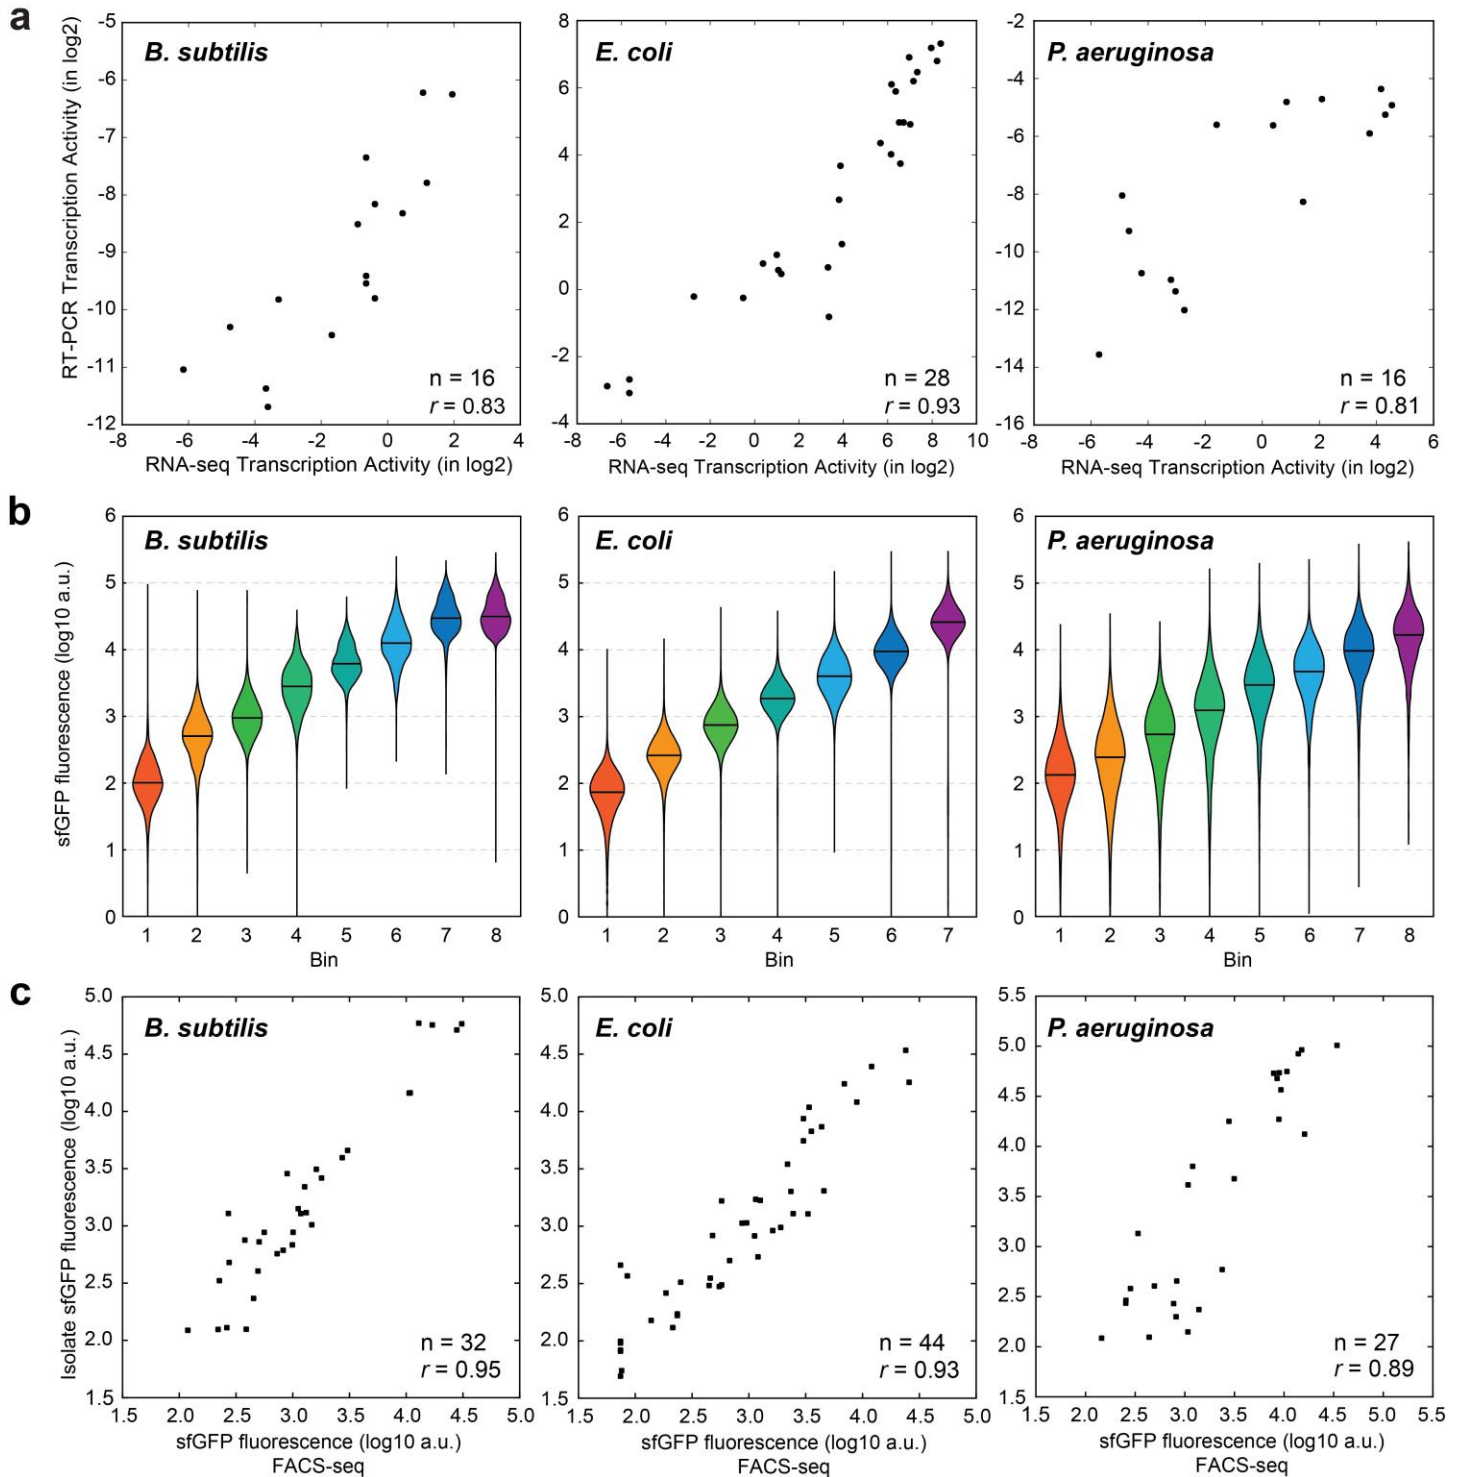 a
B. subtilis
E. coli
P. aeruginosa
RT-PCR Transcription Activity (in log2)
-5
-6
-7
-8
-9
-10
-11
-12
8
6
4
2
0
-2
-4
-2
-4
-6
-8
-10
-12
-14
-16
n = 16
r = 0.83
n = 28
r = 0.93
n = 16
r = 0.81
-8 -6 -4 -2 0 2 4
-8 -6 -4 -2 0 2 4 6 8 10
-8 -6 -4 -2 0 2 4 6
RNA-seq Transcription Activity (in log2)
RNA-seq Transcription Activity (in log2)
RNA-seq Transcription Activity (in log2)
b
B. subtilis
E. coli
P. aeruginosa
sfGFP fluorescence (log10 a.u.)
6
5
4
3
2
1
0
6
5
4
3
2
1
0
6
5
4
3
2
1
0
1 2 3 4 5 6 7 8
1 2 3 4 5 6 7
1 2 3 4 5 6 7 8
Bin
Bin
Bin
c
B. subtilis
E. coli
P. aeruginosa
Isolate sfGFP fluorescence (log10 a.u.)
5.0
4.5
4.0
3.5
3.0
2.5
2.0
1.5
5.0
4.5
4.0
3.5
3.0
2.5
2.0
1.5
5.5
5.0
4.5
4.0
3.5
3.0
2.5
2.0
1.5
n = 32
r = 0.95
n = 44
r = 0.93
n = 27
r = 0.89
1.5 2.0 2.5 3.0 3.5 4.0 4.5 5.0
1.5 2.0 2.5 3.0 3.5 4.0 4.5 5.0
1.5 2.0 2.5 3.0 3.5 4.0 4.5 5.0 5.5
sfGFP fluorescence (log10 a.u.)
FACS-seq
sfGFP fluorescence (log10 a.u.)
FACS-seq
sfGFP fluorescence (log10 a.u.)
FACS-seq